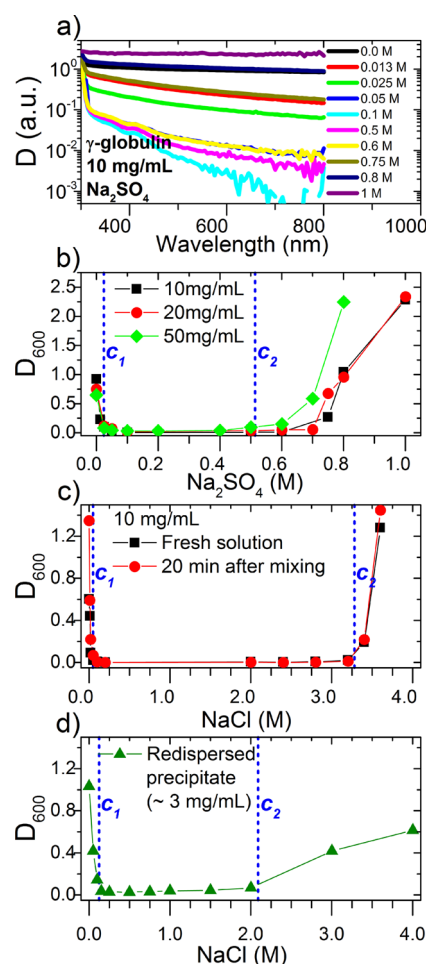 a)
D (a.u.)
10⁰
10⁻¹
10⁻²
10⁻³
γ-globulin
10 mg/mL
Na₂SO₄
0.0 M
0.013 M
0.025 M
0.05 M
0.1 M
0.5 M
0.6 M
0.75 M
0.8 M
1 M
400 600 800 1000
Wavelength (nm)
b)
D₆₀₀
2.5
2.0
1.5
1.0
0.5
0.0
10mg/mL
20mg/mL
50mg/mL
c₁
c₂
0.0 0.2 0.4 0.6 0.8 1.0
Na₂SO₄(M)
c)
D₆₀₀
1.2
0.8
0.4
0.0
10 mg/mL
Fresh solution
20 min after mixing
c₁
c₂
0.0 1.0 2.0 3.0 4.0
NaCl (M)
d)
D₆₀₀
1.2
0.8
0.4
0.0
Redispersed
precipitate
(~ 3 mg/mL)
c₁
c₂
0.0 1.0 2.0 3.0 4.0
NaCl (M)